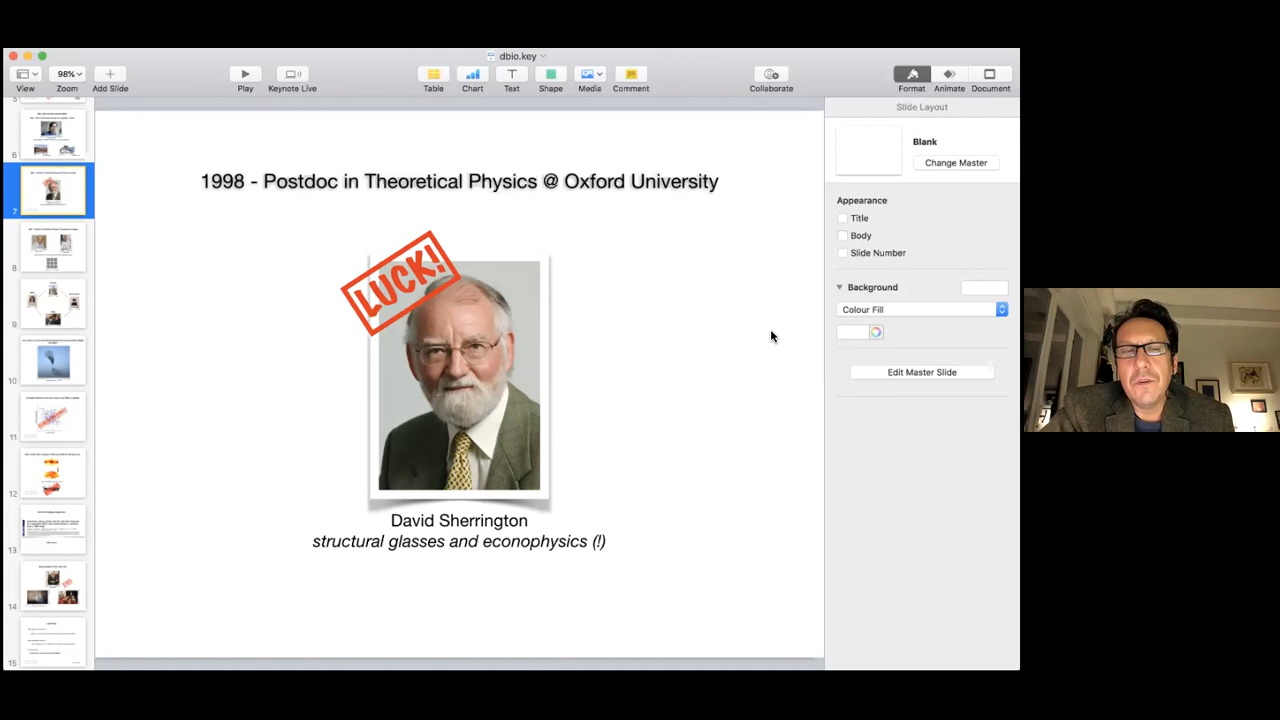 dbio.key
98%
View
Zoom
Add Slide
Play
Keynote Live
Table
Chart
Text
Shape
Media
Comment
Collaborate
Format
Animate
Document
Slide Layout
Blank
Change Master
Appearance
Title
Body
Slide Number
Background
Colour Fill
Edit Master Slide
5
6
7
8
9
10
11
12
13
14
15
1998 - Postdoc in Theoretical Physics @ Oxford University
LUCK!
David Sherrington
structural glasses and econophysics (!)